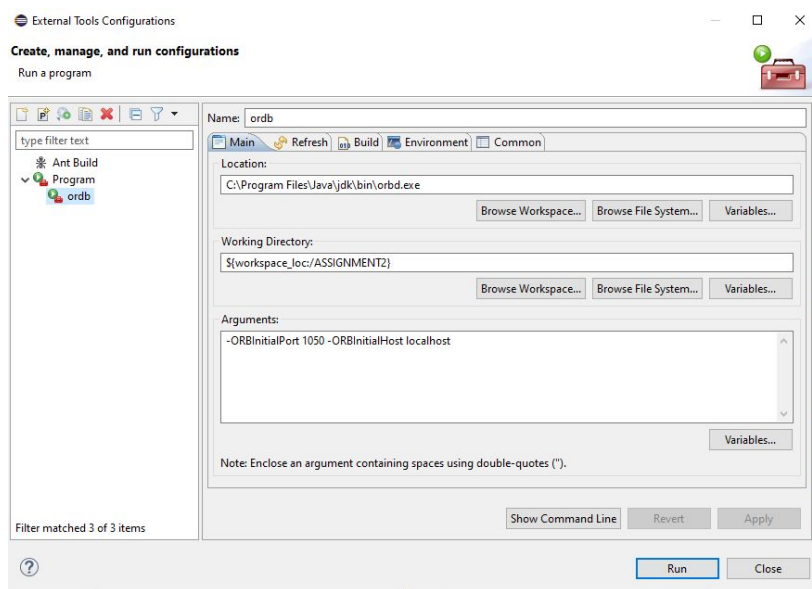 External Tools Configurations
Create, manage, and run configurations
Run a program
type filter text
Ant Build
Program
ordb
Filter matched 3 of 3 items
Name: ordb
Main Refresh Build Environment Common
Location:
C:\Program Files\Java\jdk\bin\orbd.exe
Browse Workspace... Browse File System... Variables...
Working Directory:
${workspace_loc:/ASSIGNMENT2}
Browse Workspace... Browse File System... Variables...
Arguments:
-ORBInitialPort 1050 -ORBInitialHost localhost
Variables...
Note: Enclose an argument containing spaces using double-quotes (").
Show Command Line Revert Apply
Run Close